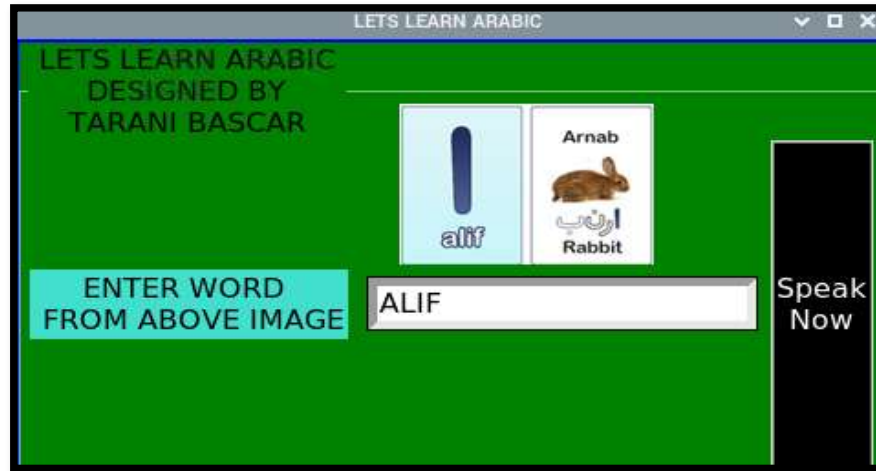 LETS LEARN ARABIC
LETS LEARN ARABIC
DESIGNED BY
TARANI BASCAR
ا
alif
Arnab
ارنب
Rabbit
ENTER WORD
FROM ABOVE IMAGE
ALIF
Speak
Now